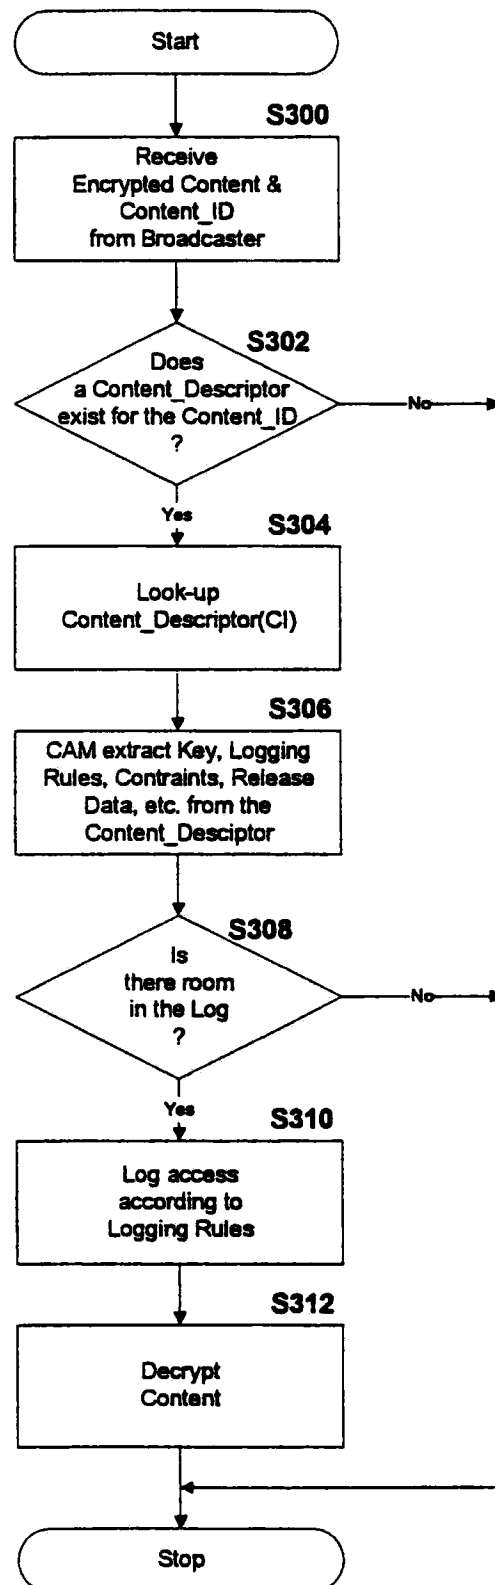 Start
S300
Receive
Encrypted Content &
Content_ID
from Broadcaster
S302
Does
a Content_Descriptor
exist for the Content_ID
?
No
Yes
S304
Look-up
Content_Descriptor(CI)
S306
CAM extract Key, Logging
Rules, Contraints, Release
Data, etc. from the
Content_Desciptor
S308
Is
there room
in the Log
?
No
Yes
S310
Log access
according to
Logging Rules
S312
Decrypt
Content
Stop